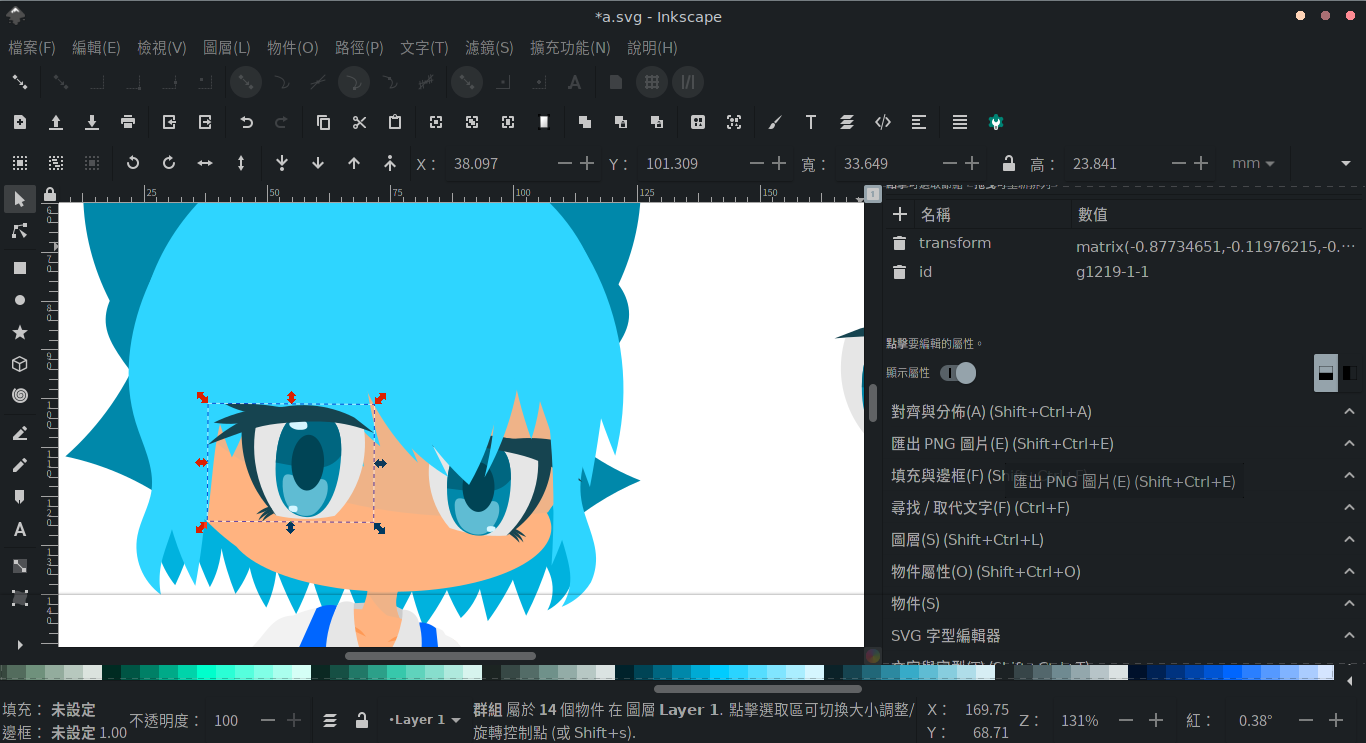 *a.svg - Inkscape
檔案(F) 編輯(E) 檢視(V) 圖層(L) 物件(O) 路徑(P) 文字(T) 濾鏡(S) 擴充功能(N) 說明(H)
X： 38.097 Y： 101.309 寬： 33.649 高： 23.841 mm
25 50 75 100 125 150
1
名稱 數值
transform matrix(-0.87734651,-0.11976215,-0.⋯
id g1219-1-1
點擊要編輯的屬性。
顯示屬性
對齊與分佈(A) (Shift+Ctrl+A)
匯出 PNG 圖片(E) (Shift+Ctrl+E)
填充與邊框(F) (Sh
匯出 PNG 圖片(E) (Shift+Ctrl+E)
尋找 / 取代文字(F) (Ctrl+F)
圖層(S) (Shift+Ctrl+L)
物件屬性(O) (Shift+Ctrl+O)
物件(S)
SVG 字型編輯器
填充： 未設定
邊框： 未設定 1.00
不透明度： 100
•Layer 1
群組 屬於 14 個物件 在 圖層 Layer 1. 點擊選取區可切換大小調整/
旋轉控制點 (或 Shift+s).
X： 169.75
Y： 68.71
Z： 131%
紅： 0.38°